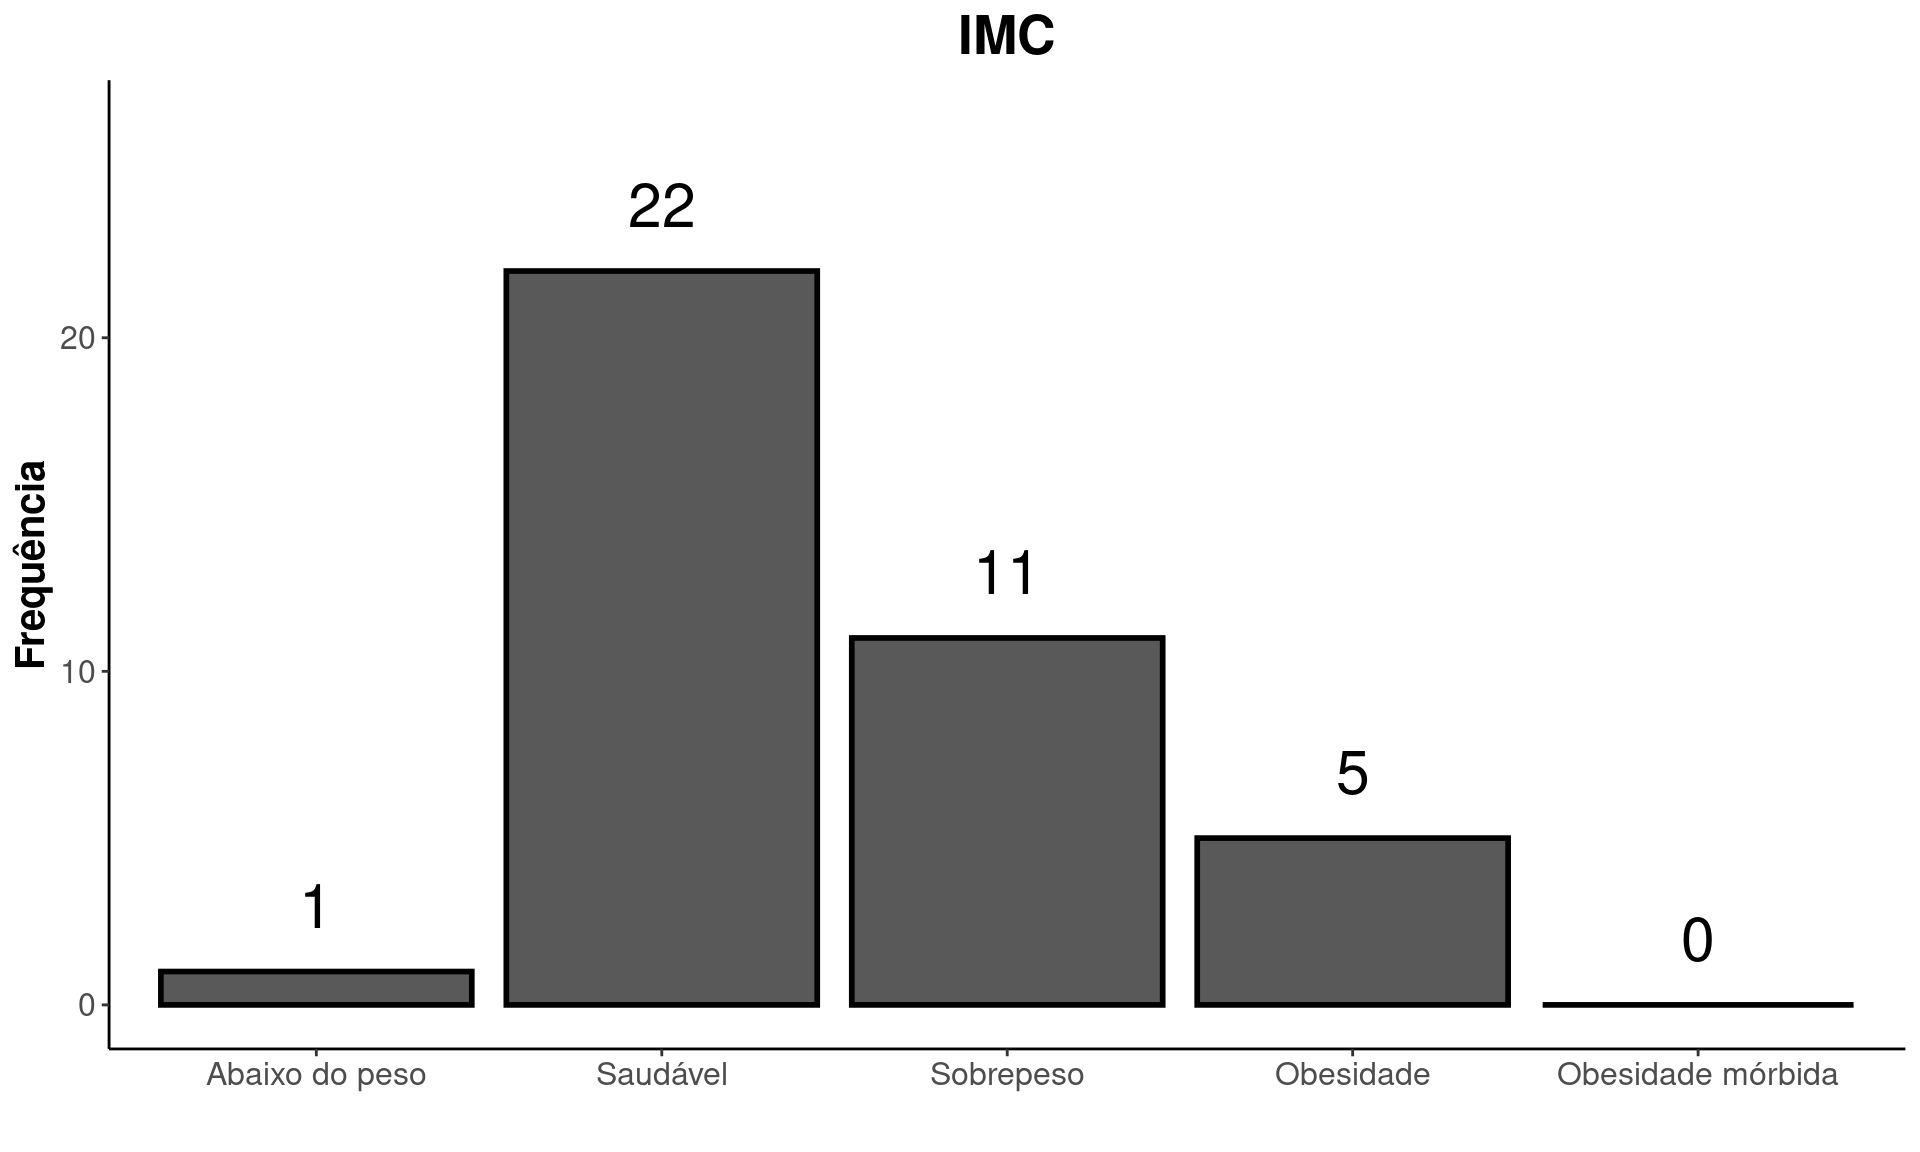 IMC
Frequência
20
10
0
1
22
11
5
0
Abaixo do peso
Saudável
Sobrepeso
Obesidade
Obesidade mórbida